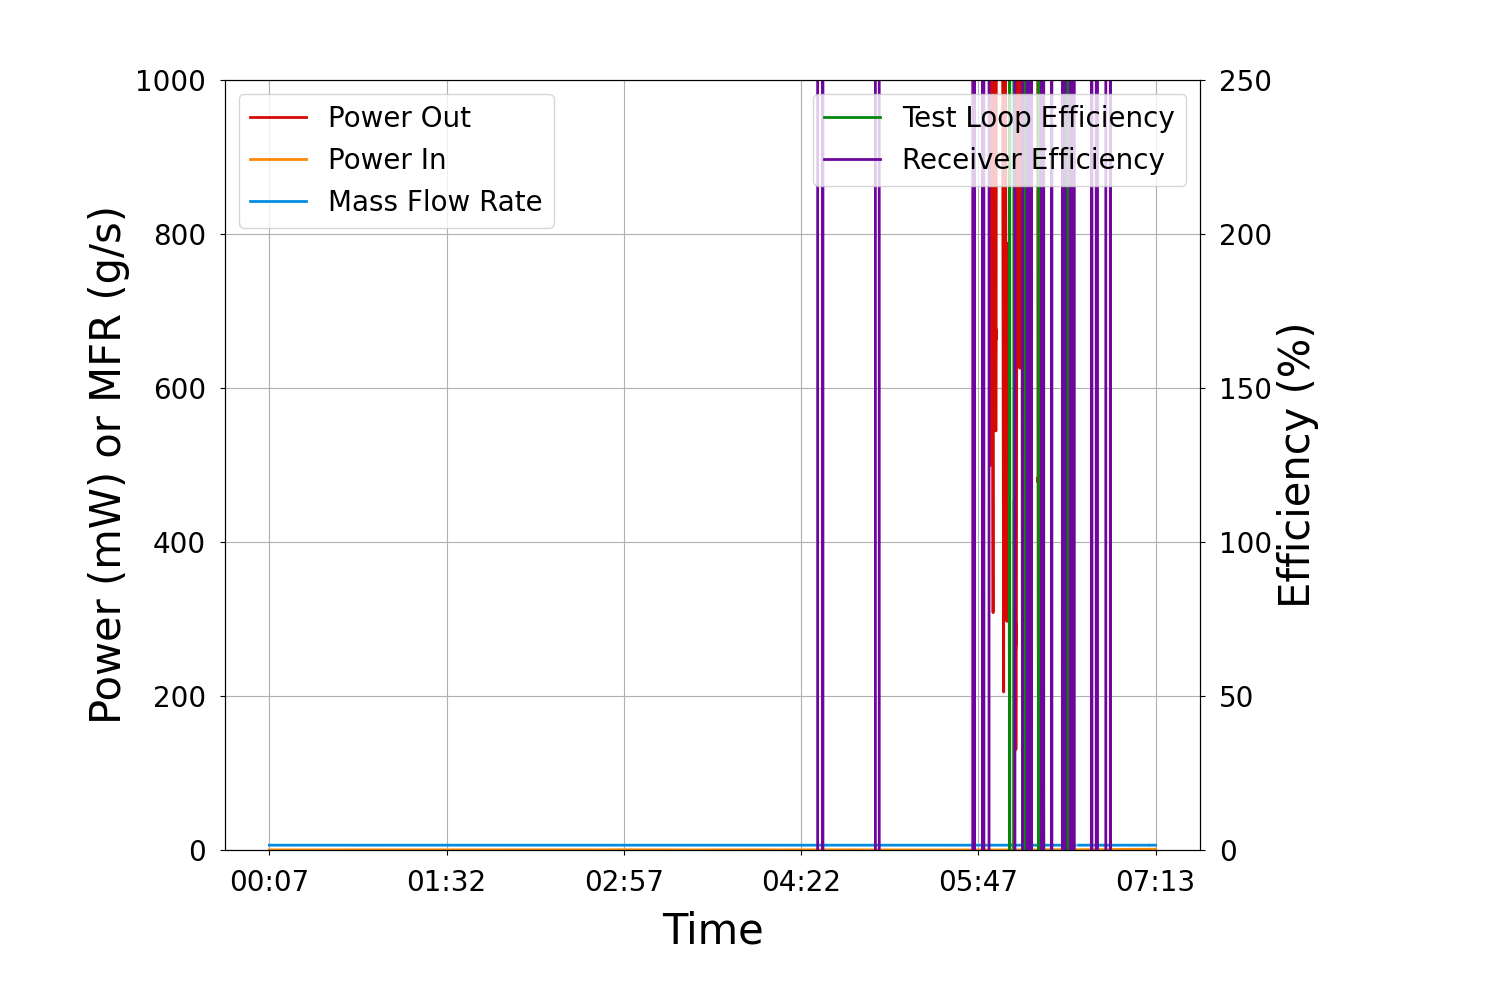 1000
800
600
400
200
0
Power (mW) or MFR (g/s)
Power Out
Power In
Mass Flow Rate
Test Loop Efficiency
Receiver Efficiency
250
200
150
100
50
0
Efficiency (%)
00:07 01:32 02:57 04:22 05:47 07:13
Time